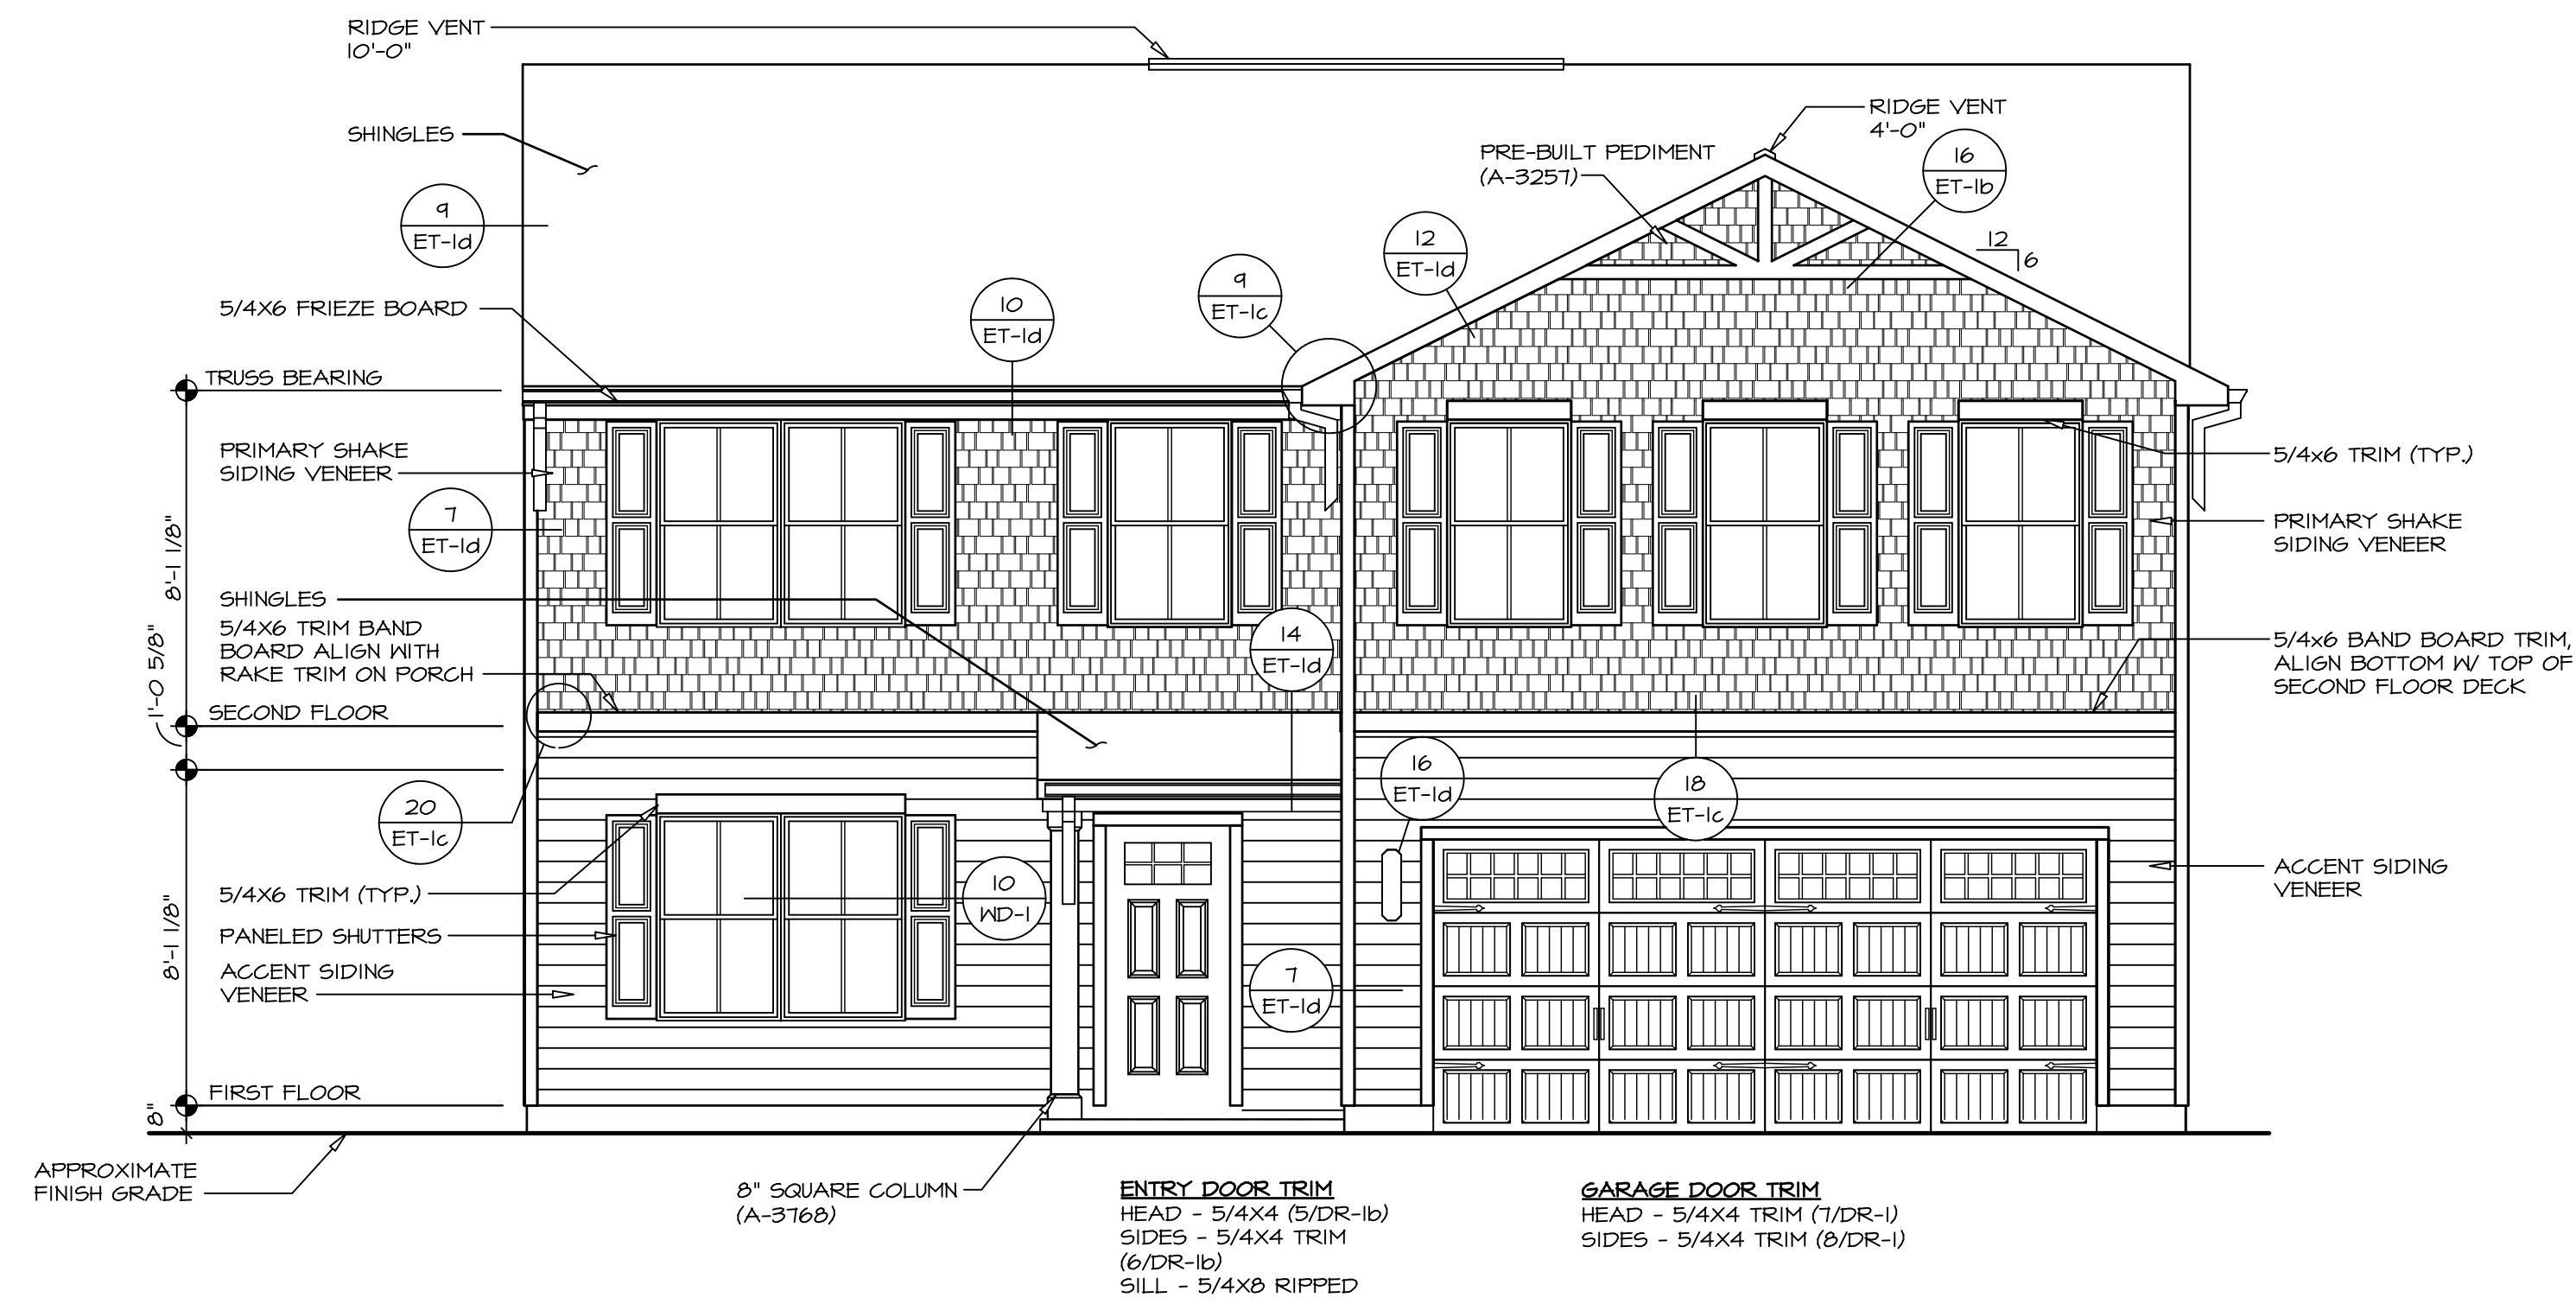 RIDGE VENT
10'-0"
RIDGE VENT
4'-0"
SHINGLES
PRE-BUILT PEDIMENT
(A-3257)
16
ET-1b
9
ET-1d
12
ET-1d
12
6
9
ET-1c
10
ET-1d
5/4X6 FRIEZE BOARD
TRUSS BEARING
PRIMARY SHAKE
SIDING VENEER
5/4x6 TRIM (TYP.)
7
ET-1d
PRIMARY SHAKE
SIDING VENEER
8'-1 1/8"
SHINGLES
5/4X6 TRIM BAND
BOARD ALIGN WITH
RAKE TRIM ON PORCH
14
ET-1d
5/4x6 BAND BOARD TRIM,
ALIGN BOTTOM W/ TOP OF
SECOND FLOOR DECK
1'-0 5/8"
SECOND FLOOR
16
ET-1d
18
ET-1c
20
ET-1c
5/4X6 TRIM (TYP.)
10
WD-1
ACCENT SIDING
VENEER
PANELED SHUTTERS
8'-1 1/8"
ACCENT SIDING
VENEER
7
ET-1d
FIRST FLOOR
8"
APPROXIMATE
FINISH GRADE
8" SQUARE COLUMN
(A-3768)
ENTRY DOOR TRIM
HEAD - 5/4X4 (5/DR-1b)
SIDES - 5/4X4 TRIM
(6/DR-1b)
SILL - 5/4X8 RIPPED
GARAGE DOOR TRIM
HEAD - 5/4X4 TRIM (7/DR-1)
SIDES - 5/4X4 TRIM (8/DR-1)